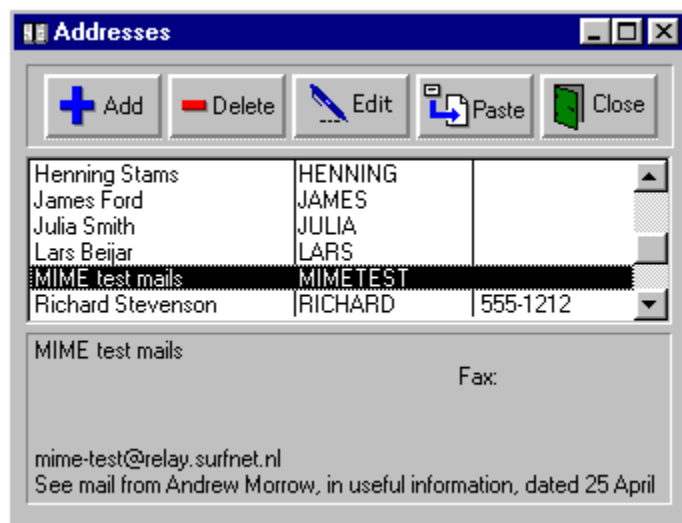 Addresses
Add Delete Edit Paste Close
Henning Stams HENNING
James Ford JAMES
Julia Smith JULIA
Lars Beijar LARS
MIME test mails MIMETEST
Richard Stevenson RICHARD 555-1212
MIME test mails
Fax:
mime-test@relay.surfnet.nl
See mail from Andrew Morrow, in useful information, dated 25 April